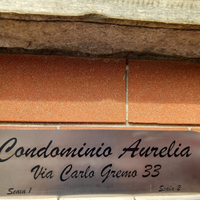 Condominio Aurelia
Via Carlo Gremo 33
Scala 1 Scala 2